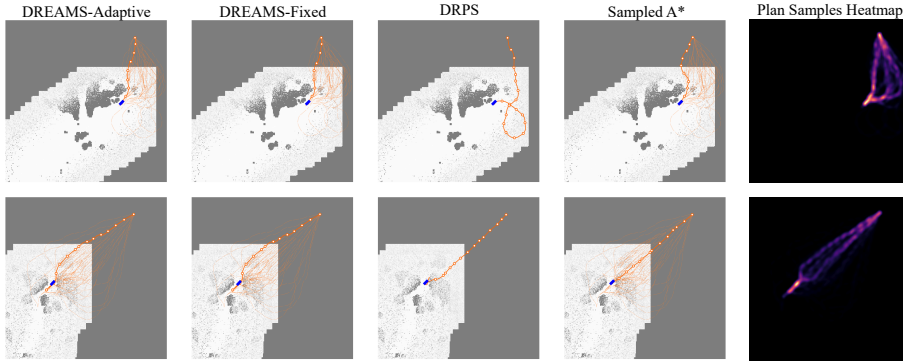 DREAMS-Adaptive
DREAMS-Fixed
DRPS
Sampled A*
Plan Samples Heatmap